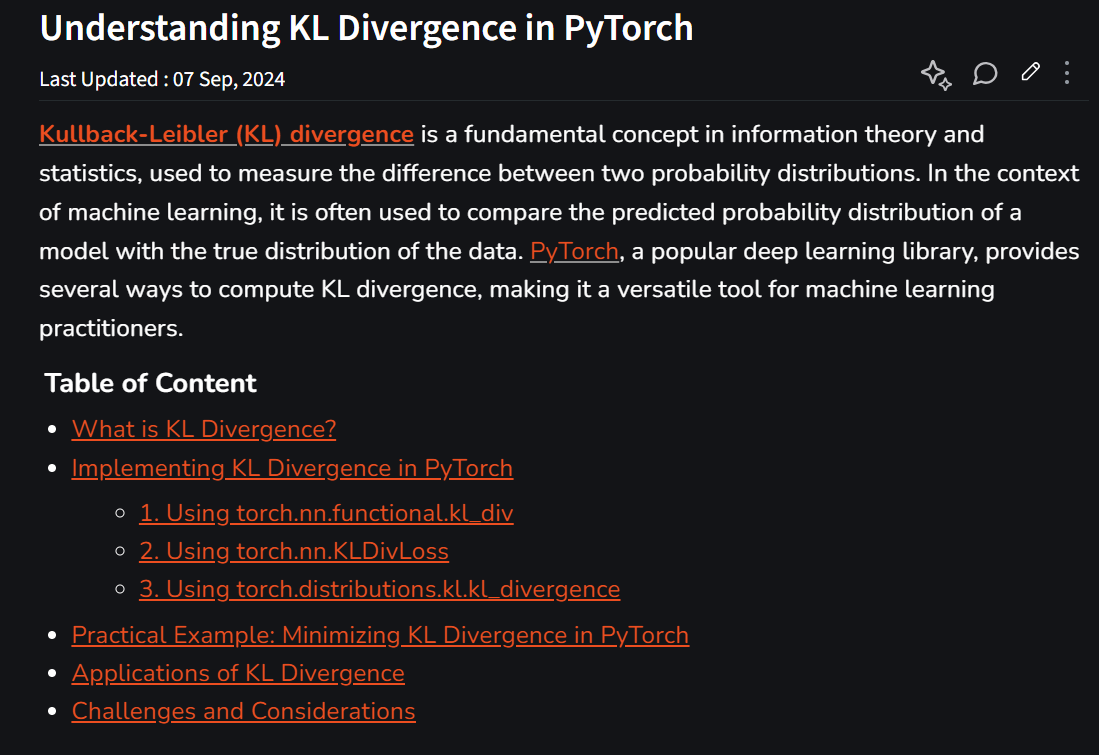 Understanding KL Divergence in PyTorch
Last Updated : 07 Sep, 2024
Kullback-Leibler (KL) divergence is a fundamental concept in information theory and
statistics, used to measure the difference between two probability distributions. In the context
of machine learning, it is often used to compare the predicted probability distribution of a
model with the true distribution of the data. PyTorch, a popular deep learning library, provides
several ways to compute KL divergence, making it a versatile tool for machine learning
practitioners.
Table of Content
What is KL Divergence?
Implementing KL Divergence in PyTorch
1. Using torch.nn.functional.kl_div
2. Using torch.nn.KLDivLoss
3. Using torch.distributions.kl.kl_divergence
Practical Example: Minimizing KL Divergence in PyTorch
Applications of KL Divergence
Challenges and Considerations